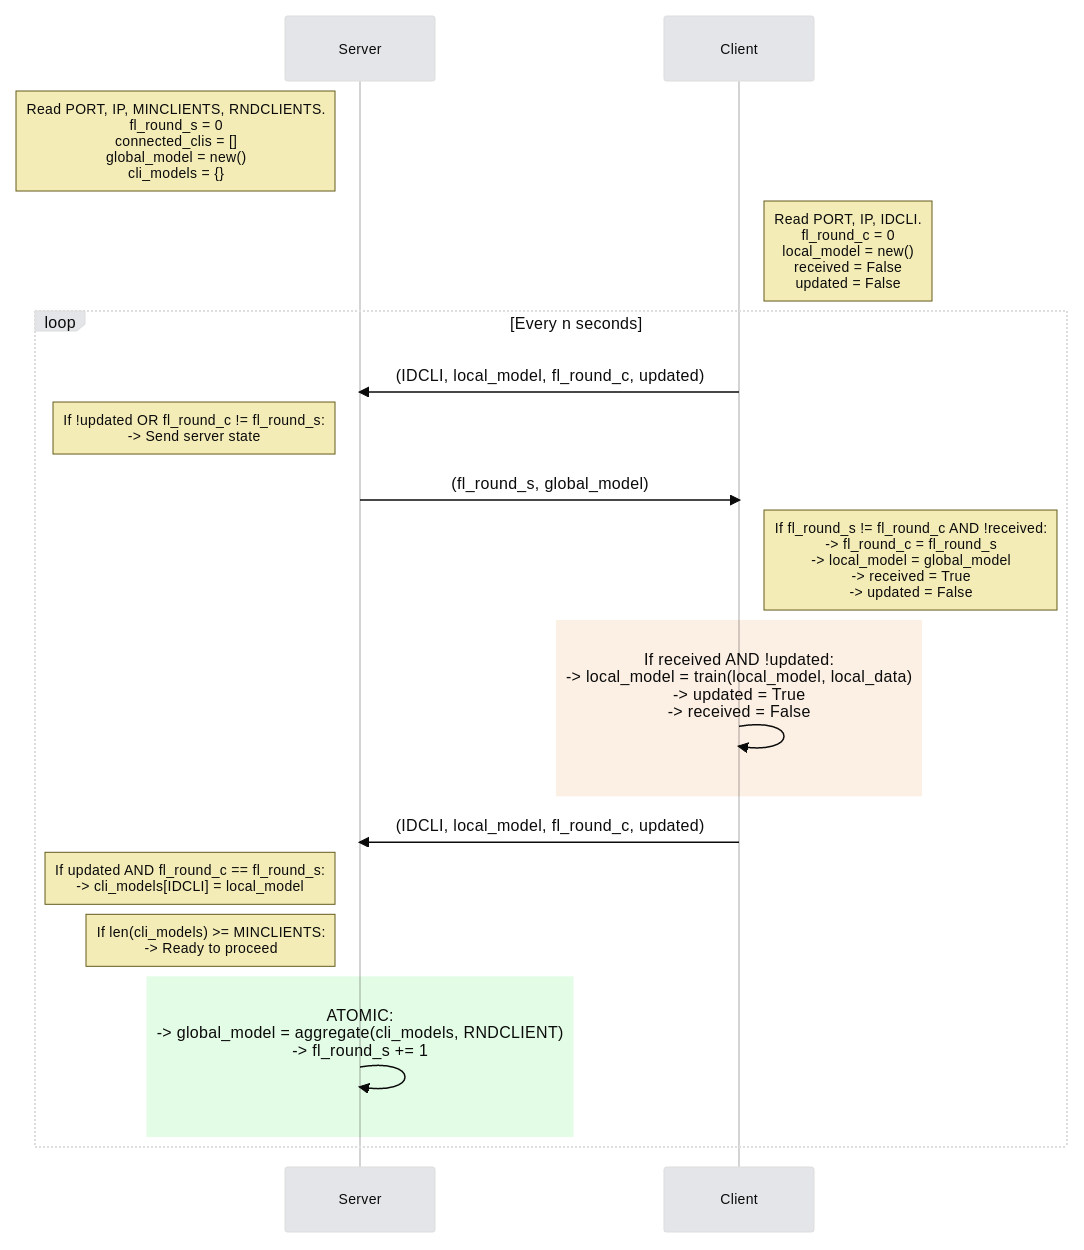 Server
Client
Read PORT, IP, MINCLIENTS, RNDCLIENTS.
fl_round_s = 0
connected_clis = []
global_model = new()
cli_models = {}
Read PORT, IP, IDCLI.
fl_round_c = 0
local_model = new()
received = False
updated = False
loop
[Every n seconds]
(IDCLI, local_model, fl_round_c, updated)
If !updated OR fl_round_c != fl_round_s:
-> Send server state
(fl_round_s, global_model)
If fl_round_s != fl_round_c AND !received:
-> fl_round_c = fl_round_s
-> local_model = global_model
-> received = True
-> updated = False
If received AND !updated:
-> local_model = train(local_model, local_data)
-> updated = True
-> received = False
(IDCLI, local_model, fl_round_c, updated)
If updated AND fl_round_c == fl_round_s:
-> cli_models[IDCLI] = local_model
If len(cli_models) >= MINCLIENTS:
-> Ready to proceed
ATOMIC:
-> global_model = aggregate(cli_models, RNDCLIENT)
-> fl_round_s += 1
Server
Client